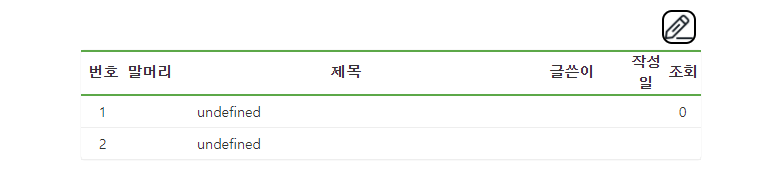 번호 말머리 제목 글쓴이 작성일 조회
1 undefined 0
2 undefined